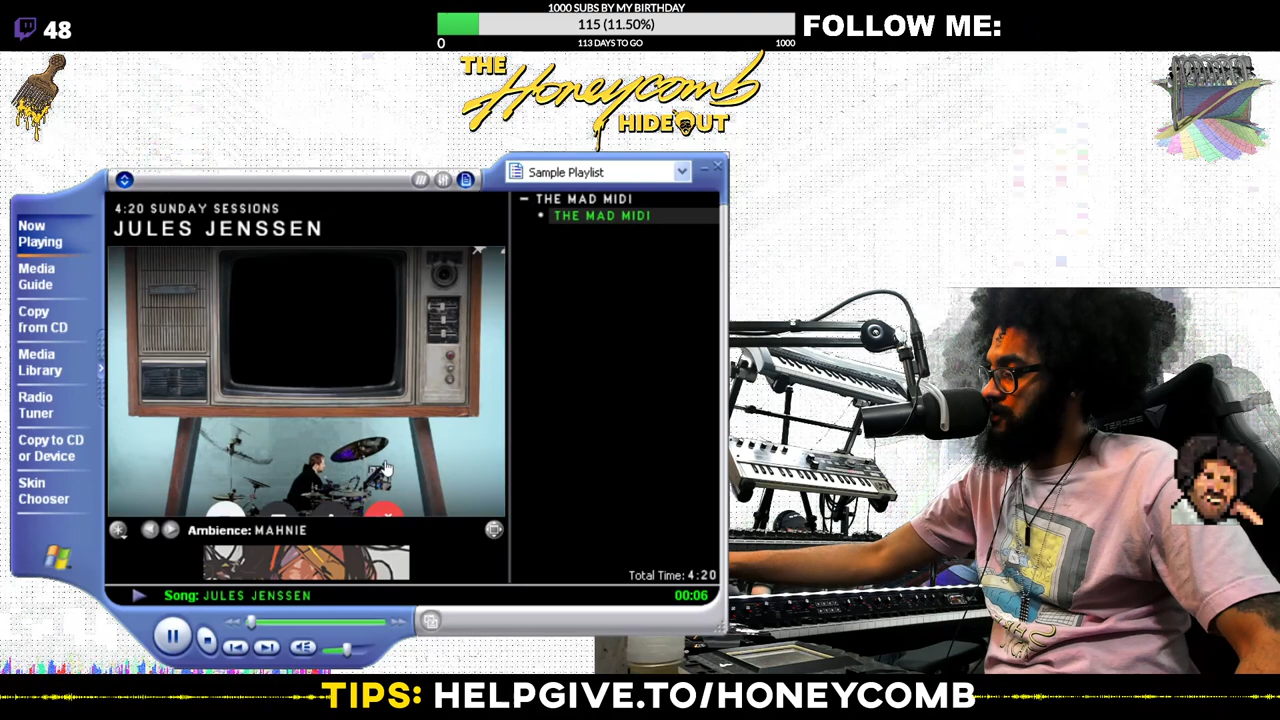 48
1000 SUBS BY MY BIRTHDAY
115 (11.50%)
0
113 DAYS TO GO
1000
FOLLOW ME:
THE
Honeycomb
HIDEOUT
Sample Playlist
4:20 SUNDAY SESSIONS
JULES JENSSEN
THE MAD MIDI
THE MAD MIDI
Now
Playing
Media
Guide
Copy
from CD
Media
Library
Radio
Tuner
Copy to CD
or Device
Skin
Chooser
Ambience: MAHNIE
Total Time: 4:20
Song: JULES JENSSEN
00:06
TIPS: HELPGIVE.TO/HONEYCOMB